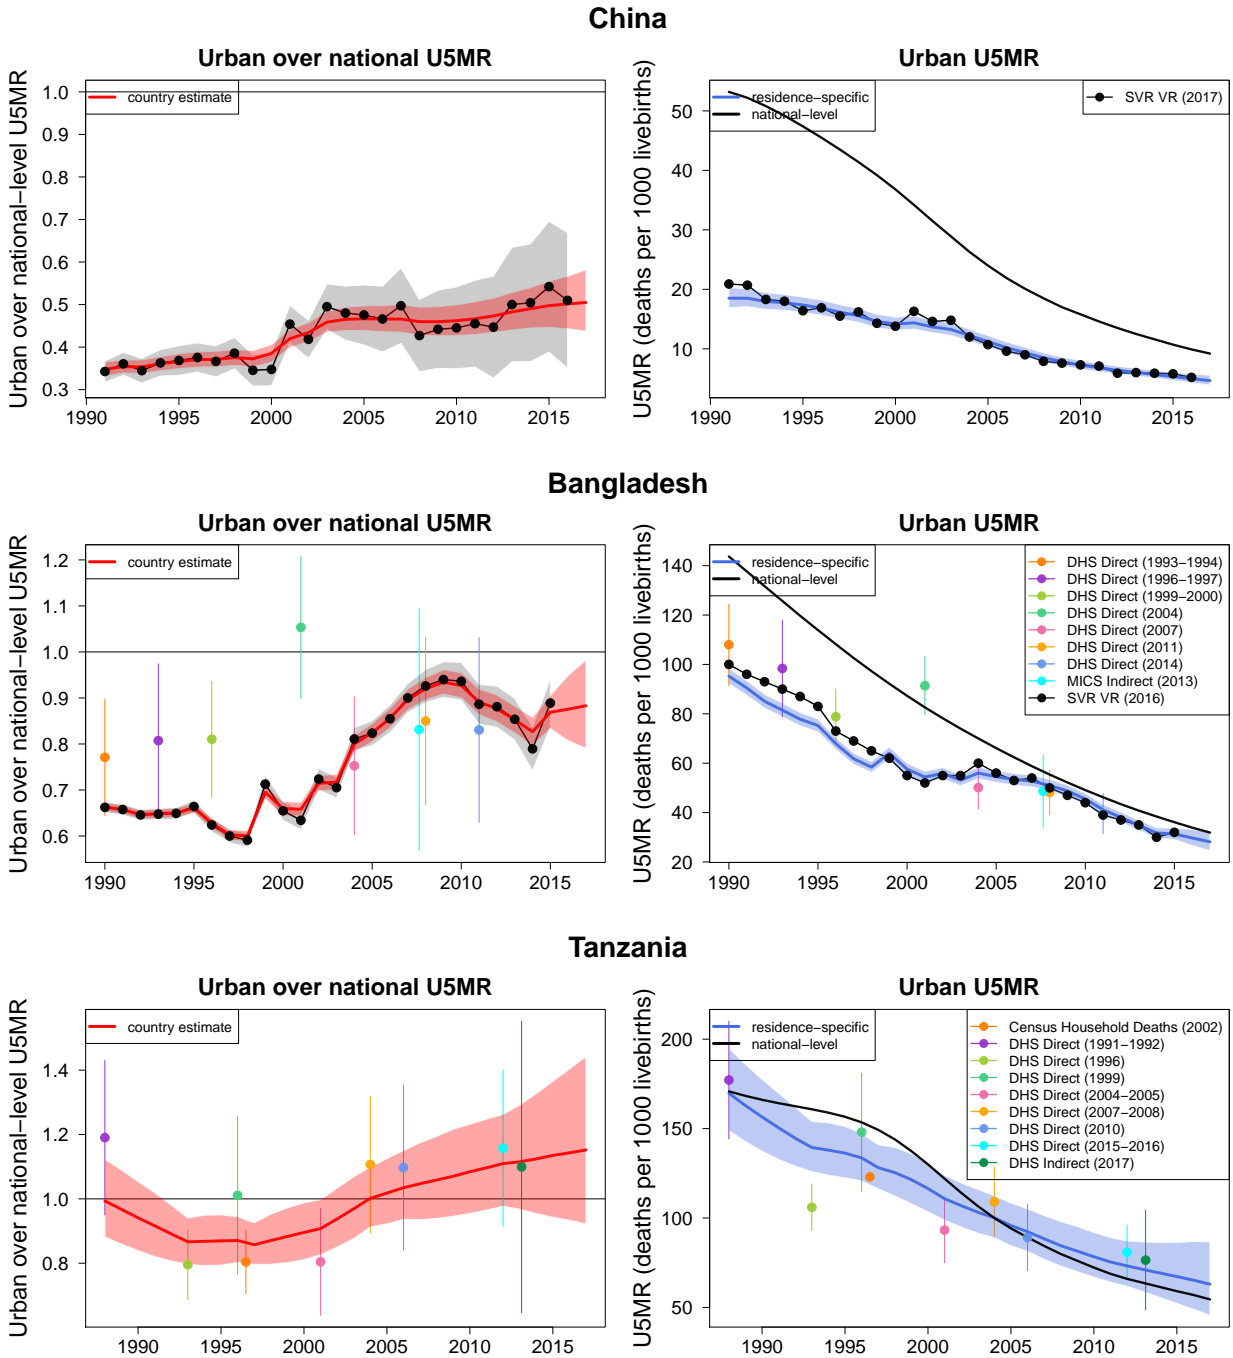 China
Urban over national U5MR
Urban over national−level U5MR
1.0
0.9
0.8
0.7
0.6
0.5
0.4
0.3
country estimate
1990 1995 2000 2005 2010 2015
Urban U5MR
U5MR (deaths per 1000 livebirths)
50
40
30
20
10
residence−specific
national−level
SVR VR (2017)
1990 1995 2000 2005 2010 2015
Bangladesh
Urban over national U5MR
Urban over national−level U5MR
1.2
1.1
1.0
0.9
0.8
0.7
0.6
country estimate
1990 1995 2000 2005 2010 2015
Urban U5MR
U5MR (deaths per 1000 livebirths)
140
120
100
80
60
40
20
residence−specific
national−level
DHS Direct (1993−1994)
DHS Direct (1996−1997)
DHS Direct (1999−2000)
DHS Direct (2004)
DHS Direct (2007)
DHS Direct (2011)
DHS Direct (2014)
MICS Indirect (2013)
SVR VR (2016)
1990 1995 2000 2005 2010 2015
Tanzania
Urban over national U5MR
Urban over national−level U5MR
1.4
1.2
1.0
0.8
country estimate
1990 1995 2000 2005 2010 2015
Urban U5MR
U5MR (deaths per 1000 livebirths)
200
150
100
50
residence−specific
national−level
Census Household Deaths (2002)
DHS Direct (1991−1992)
DHS Direct (1996)
DHS Direct (1999)
DHS Direct (2004−2005)
DHS Direct (2007−2008)
DHS Direct (2010)
DHS Direct (2015−2016)
DHS Indirect (2017)
1990 1995 2000 2005 2010 2015